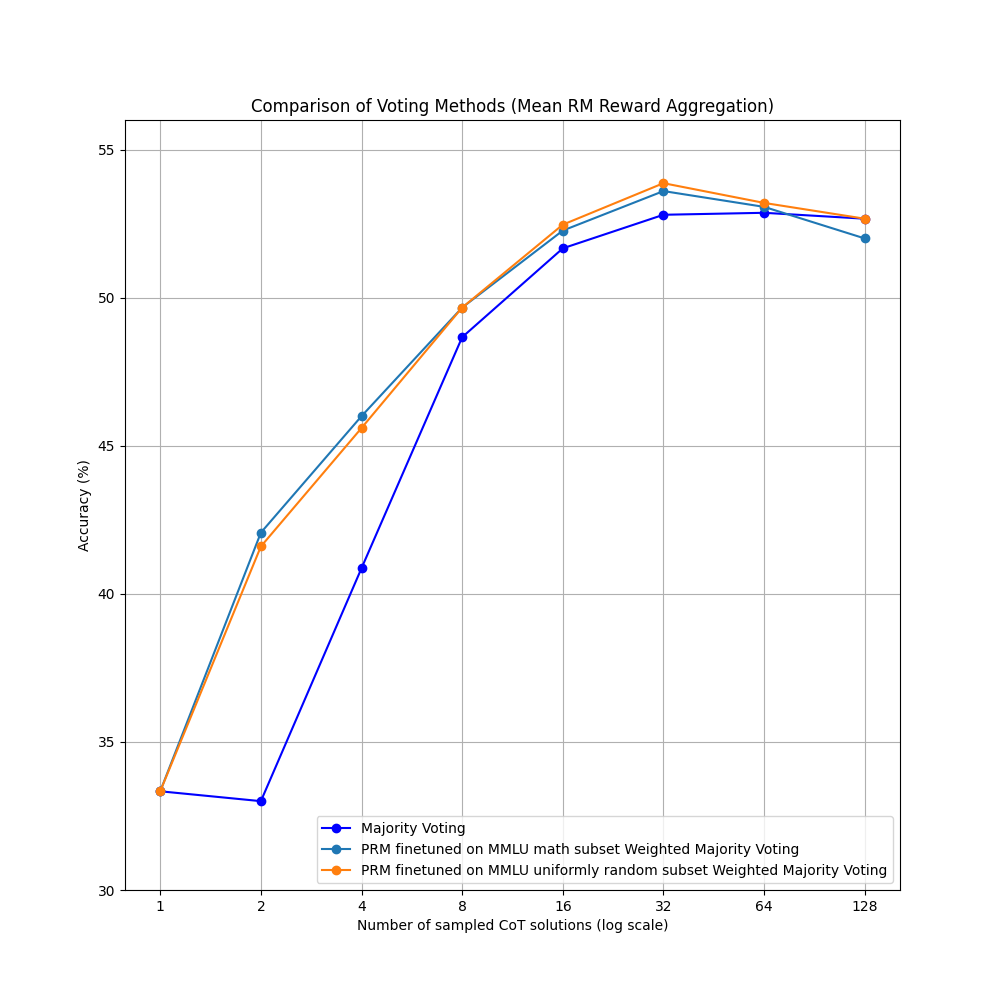 Comparison of Voting Methods (Mean RM Reward Aggregation)
55
50
45
40
35
30
Accuracy (%)
Majority Voting
PRM finetuned on MMLU math subset Weighted Majority Voting
PRM finetuned on MMLU uniformly random subset Weighted Majority Voting
1 2 4 8 16 32 64 128
Number of sampled CoT solutions (log scale)